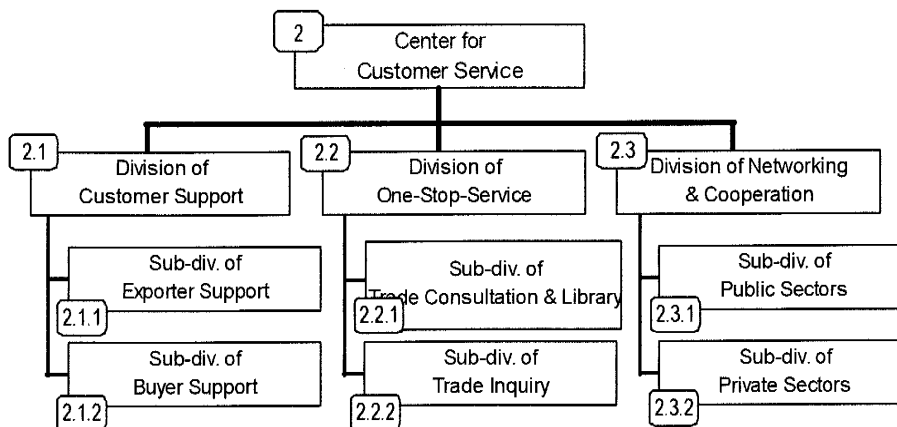 2
Center for
Customer Service
2.1
Division of
Customer Support
2.2
Division of
One-Stop-Service
2.3
Division of Networking
& Cooperation
Sub-div. of
Exporter Support
2.1.1
Sub-div. of
Trade Consultation & Library
2.2.1
Sub-div. of
Public Sectors
2.3.1
Sub-div. of
Buyer Support
2.1.2
Sub-div. of
Trade Inquiry
2.2.2
Sub-div. of
Private Sectors
2.3.2